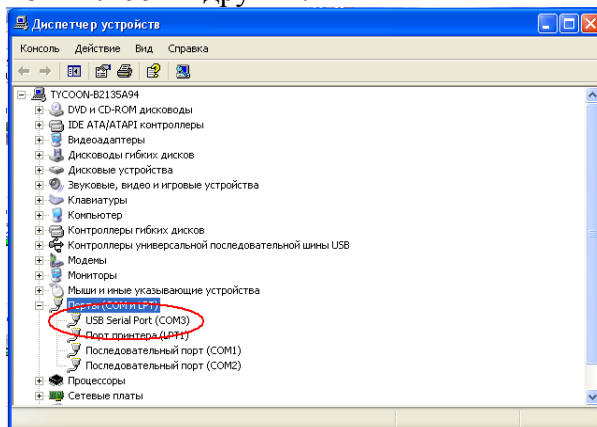 Диспетчер устройств
Консоль Действие Вид Справка
TYCOON-B2135A94
DVD и CD-ROM дисководы
IDE ATA/ATAPI контроллеры
Видеоадаптеры
Дисководы гибких дисков
Дисковые устройства
Звуковые, видео и игровые устройства
Клавиатуры
Компьютер
Контроллеры гибких дисков
Контроллеры универсальной последовательной шины USB
Модемы
Мониторы
Мыши и иные указывающие устройства
Порты (COM и LPT)
USB Serial Port (COM3)
Порт принтера (LPT1)
Последовательный порт (COM1)
Последовательный порт (COM2)
Процессоры
Сетевые платы